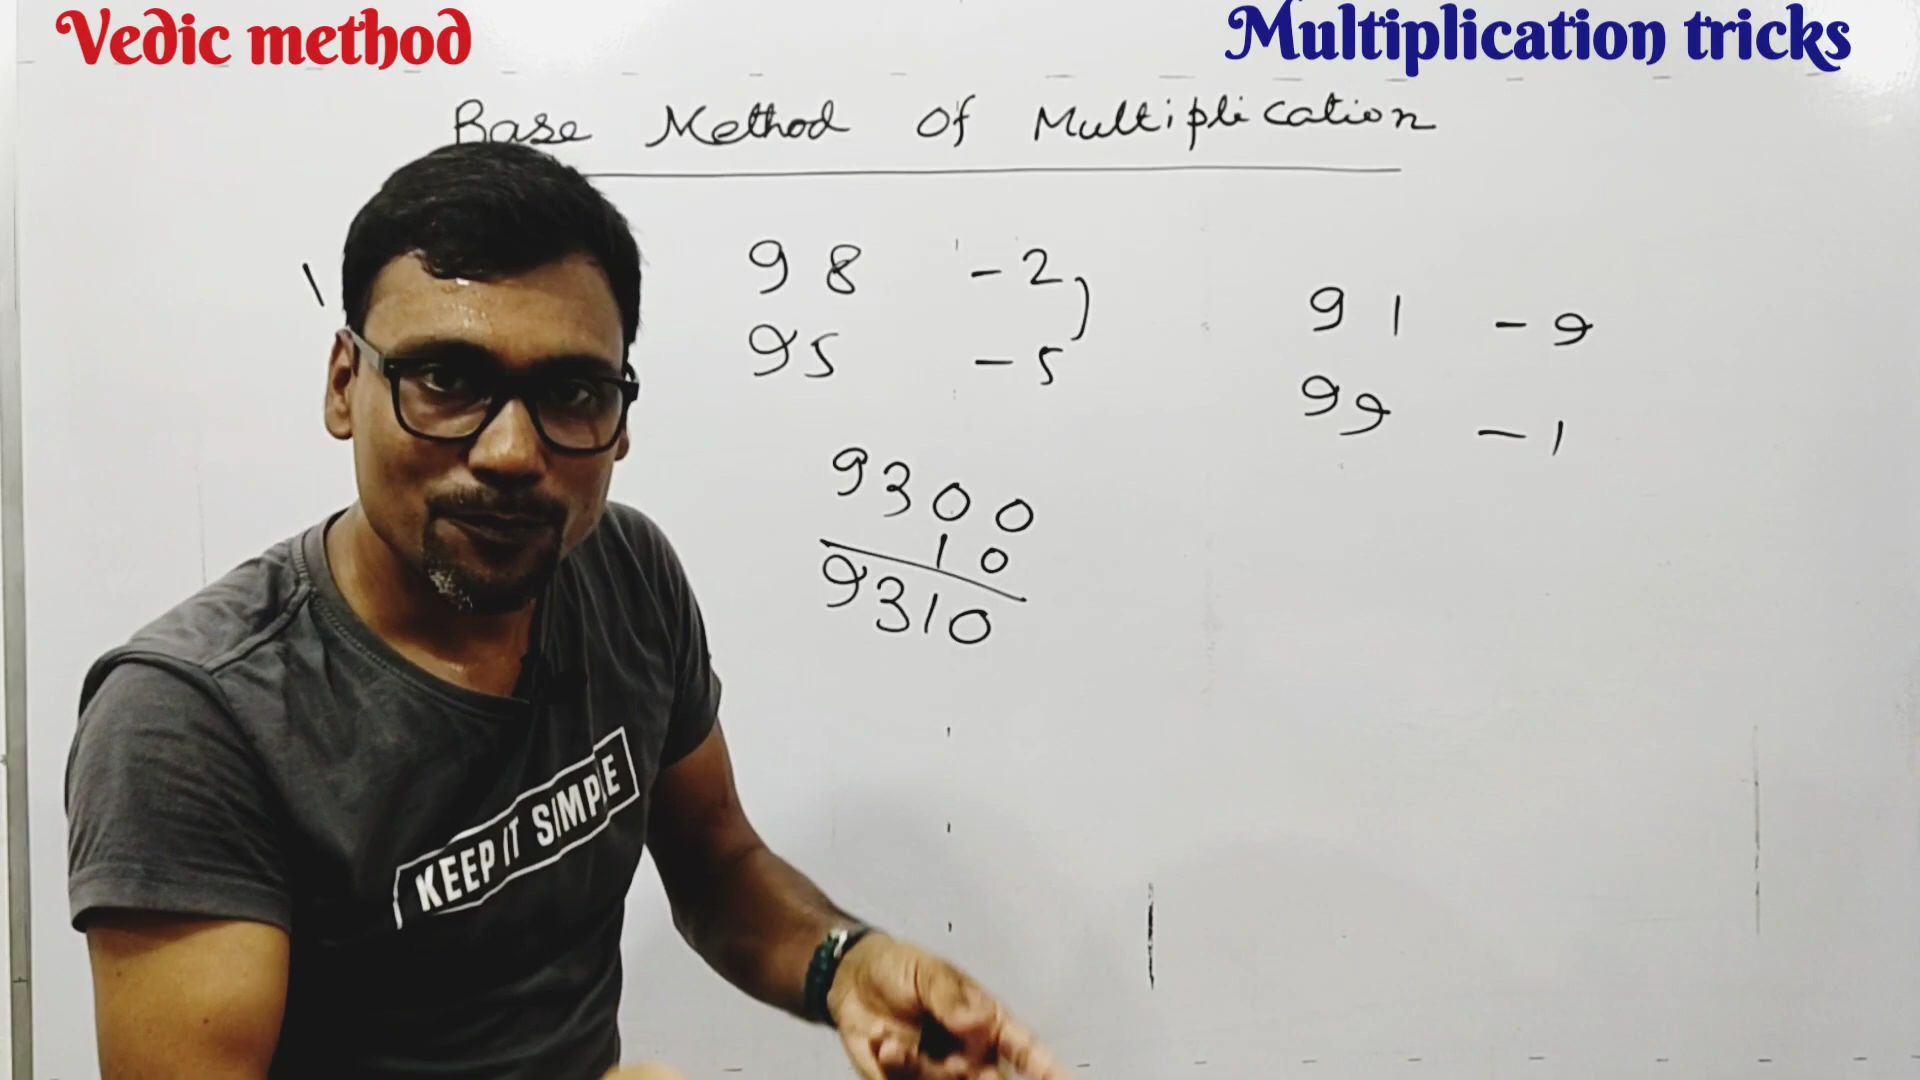 Vedic method
Multiplication tricks
Base Method Of Multiplication
98 -2
95 -5
9300
10
9310
91 -9
99 -1
KEEP IT SIMPLE